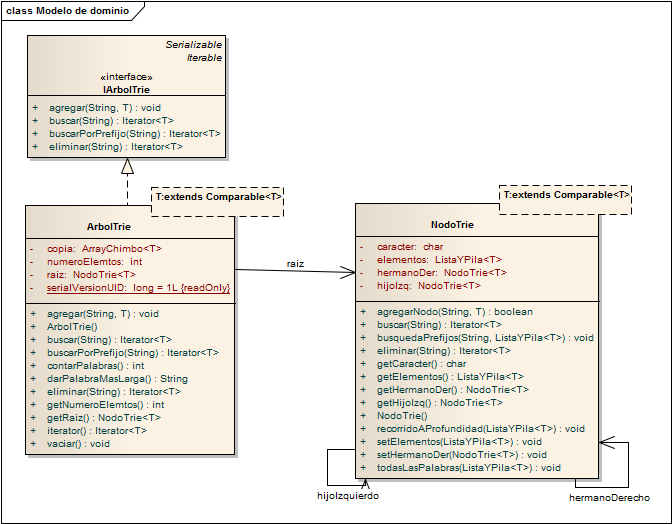 class Modelo de dominio
Serializable
Iterable
«interface»
IArbolTrie
+ agregar(String, T) : void
+ buscar(String) : Iterator<T>
+ buscarPorPrefijo(String) : Iterator<T>
+ eliminar(String) : Iterator<T>
T:extends Comparable<T>
ArbolTrie
- copia: ArrayChimbo<T>
- numeroElemtos: int
- raiz: NodoTrie<T>
- serialVersionUID: long = 1L {readOnly}
+ agregar(String, T) : void
+ ArbolTrie()
+ buscar(String) : Iterator<T>
+ buscarPorPrefijo(String) : Iterator<T>
+ contarPalabras() : int
+ darPalabraMasLarga() : String
+ eliminar(String) : Iterator<T>
+ getNumeroElemtos() : int
+ getRaiz() : NodoTrie<T>
+ iterator() : Iterator<T>
+ vaciar() : void
raiz
T:extends Comparable<T>
NodoTrie
- caracter: char
- elementos: ListaYPila<T>
- hermanoDer: NodoTrie<T>
- hijoIzq: NodoTrie<T>
+ agregarNodo(String, T) : boolean
+ buscar(String) : Iterator<T>
+ busquedaPrefijos(String, ListaYPila<T>) : void
+ eliminar(String) : Iterator<T>
+ getCaracter() : char
+ getElementos() : ListaYPila<T>
+ getHermanoDer() : NodoTrie<T>
+ getHijoIzq() : NodoTrie<T>
+ NodoTrie()
+ recorridoAProfundidad(ListaYPila<T>) : void
+ setElementos(ListaYPila<T>) : void
+ setHermanoDer(NodoTrie<T>) : void
+ todasLasPalabras(ListaYPila<T>) : void
hijoIzquierdo
hermanoDerecho